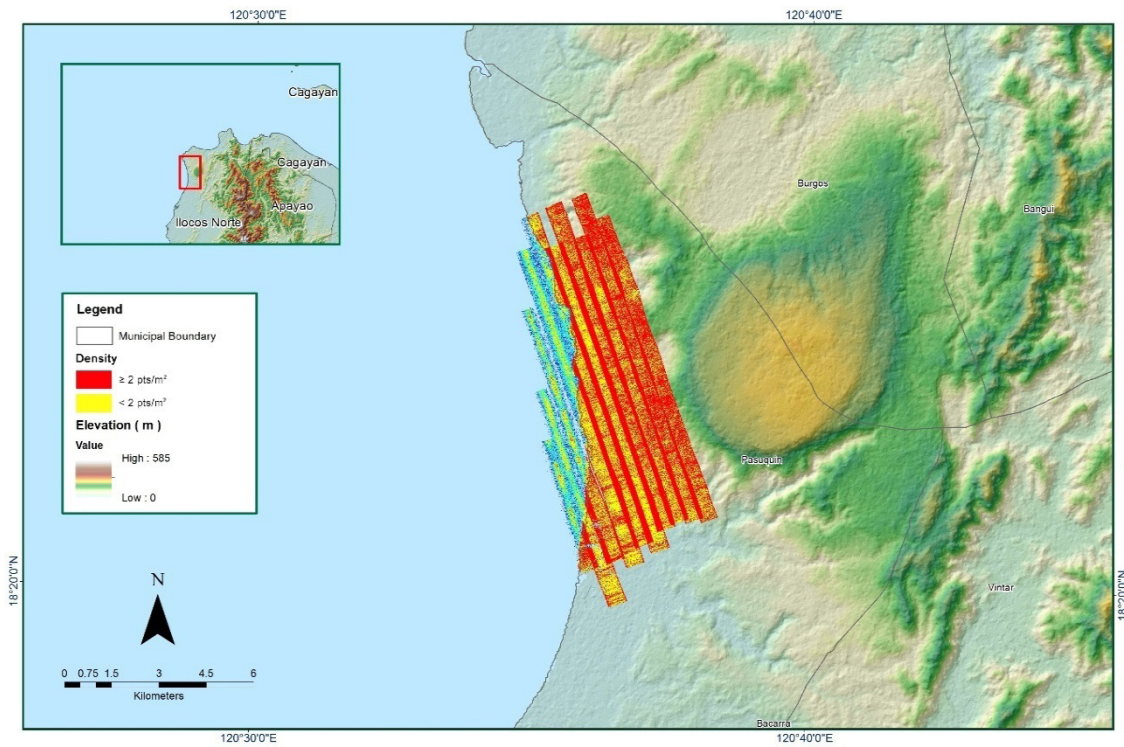 120°30'0"E
120°40'0"E
Cagayan
Gagayan
Apayao
Ilocos Norte
Burgos
Bangui
Legend
Municipal Boundary
Density
≥ 2 pts/m²
< 2 pts/m²
Elevation ( m )
Value
High : 585
Low : 0
Pasuquin
18°20'0"N
18°20'0"N
N
Vintar
0 0.75 1.5 3 4.5 6
Kilometers
Bacarra
120°30'0"E
120°40'0"E